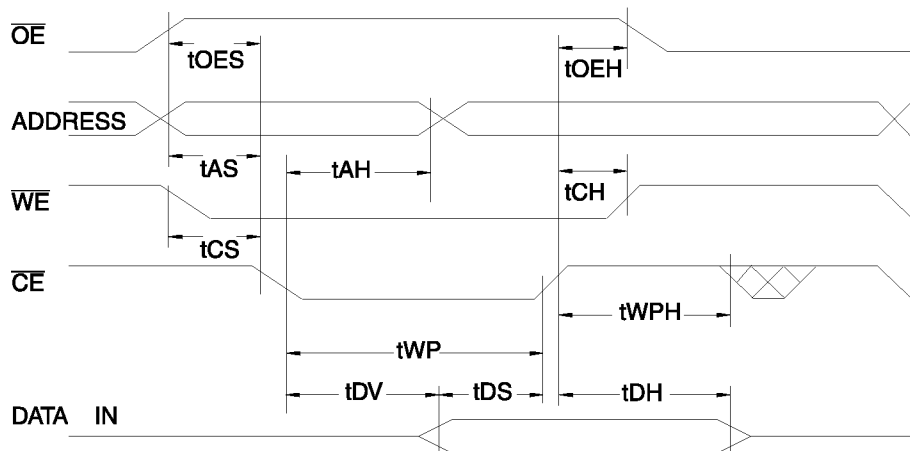 OE
tOES
tOEH
ADDRESS
tAS
tAH
tCH
WE
tCS
CE
tWPH
tWP
tDV
tDS
tDH
DATA IN